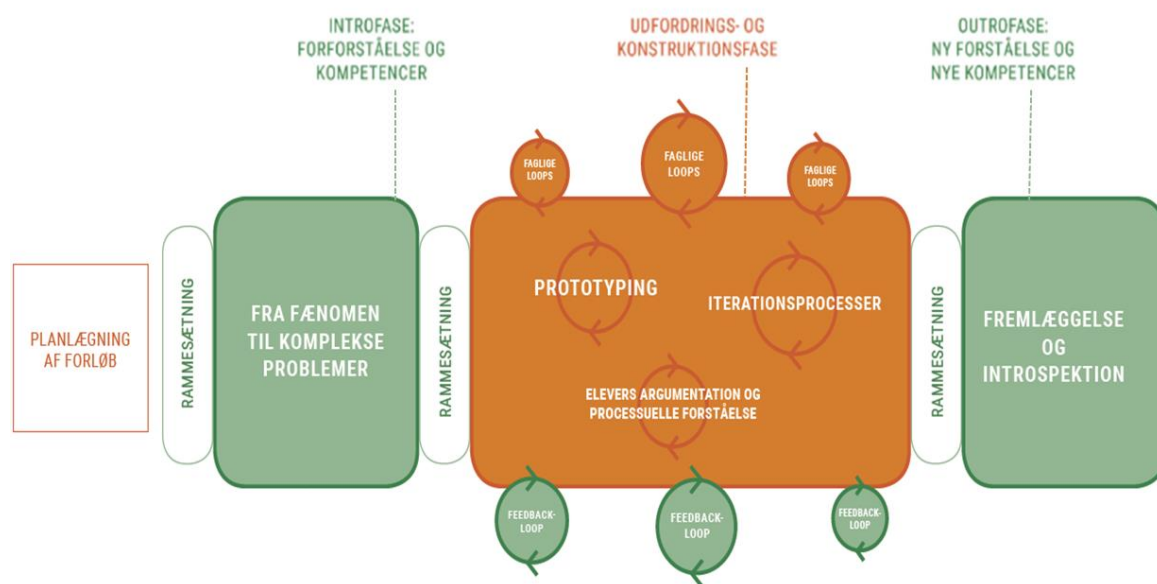 INTROFASE:
FORFORSTÅELSE OG
KOMPETENCER
UDFORDRINGS- OG
KONSTRUKTIONSFASE
OUTROFASE:
NY FORSTÅELSE OG
NYE KOMPETENCER
FAGLIGE
LOOPS
FAGLIGE
LOOPS
FAGLIGE
LOOPS
PLANLÆGNING
AF FORLØB
RAMMESÆTNING
FRA FÆNOMEN
TIL KOMPLEKSE
PROBLEMER
RAMMESÆTNING
PROTOTYPING
ITERATIONSPROCESSER
ELEVERS ARGUMENTATION OG
PROCESSUELLE FORSTÅELSE
RAMMESÆTNING
FREMLÆGGELSE
OG
INTROSPEKTION
FEEDBACK-
LOOP
FEEDBACK-
LOOP
FEEDBACK-
LOOP